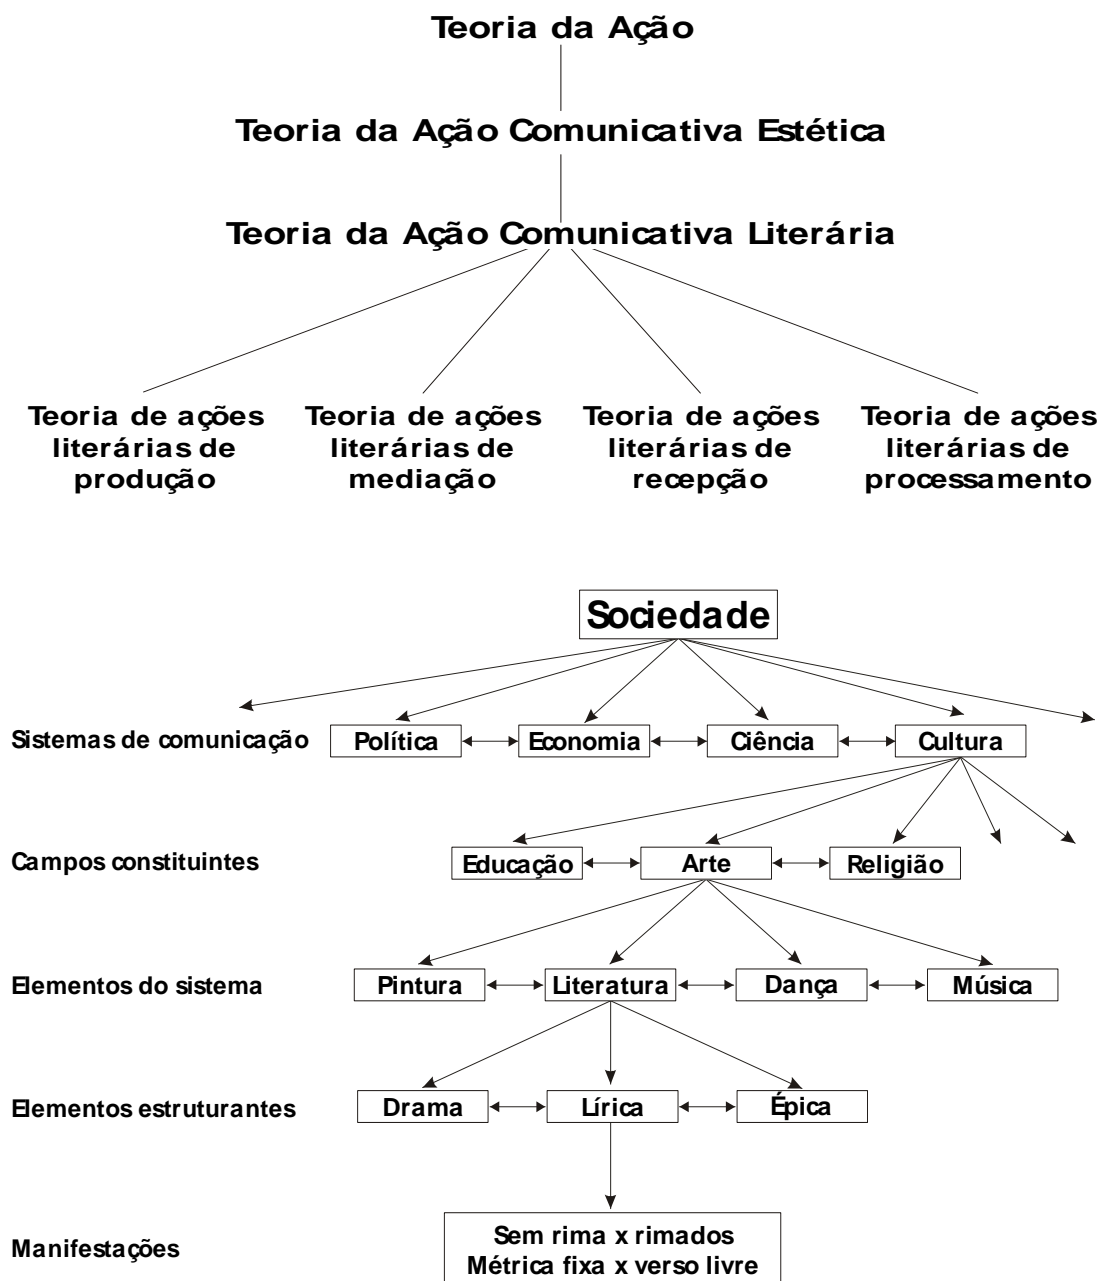 Teoria da Ação
Teoria da Ação Comunicativa Estética
Teoria da Ação Comunicativa Literária
Teoria de ações literárias de produção
Teoria de ações literárias de mediação
Teoria de ações literárias de recepção
Teoria de ações literárias de processamento
Sociedade
Sistemas de comunicação
Política
Economia
Ciência
Cultura
Campos constituintes
Educação
Arte
Religião
Elementos do sistema
Pintura
Literatura
Dança
Música
Elementos estruturantes
Drama
Lírica
Épica
Manifestações
Sem rima x rimados
Métrica fixa x verso livre